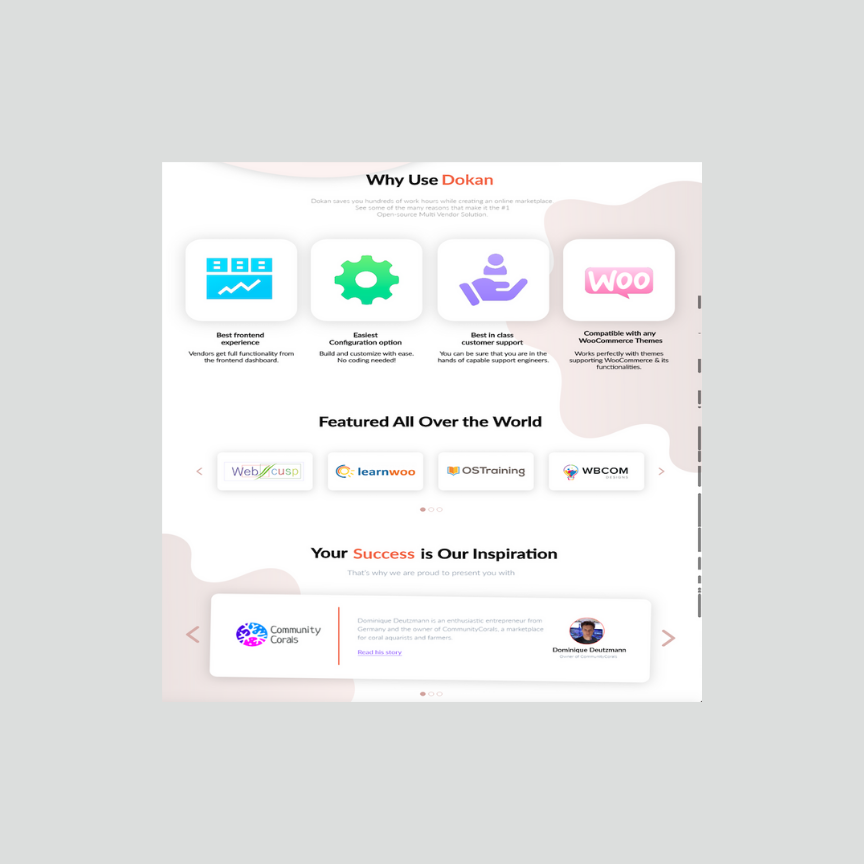 Why Use Dokan
Dokan saves you hundreds of work hours while creating an online marketplace.
See some of the many reasons that make it the #1
Open-source Multi Vendor Solution.
WOO
Best frontend
experience
Vendors get full functionality from
the frontend dashboard.
Easiest
Configuration option
Build and customize with ease.
No coding needed!
Best in class
customer support
You can be sure that you are in the
hands of capable support engineers.
Compatible with any
WooCommerce Themes
Works perfectly with themes
supporting WooCommerce & its
functionalities.
Featured All Over the World
Web cusp
learnwoo
OSTraining
WBCOM
DESIGNS
Your Success is Our Inspiration
That's why we are proud to present you with
Community
Corals
Dominique Deutzmann is an enthusiastic entrepreneur from
Germany and the owner of CommunityCorals, a marketplace
for coral aquarists and farmers.
Read his story
Dominique Deutzmann
Owner of CommunityCorals